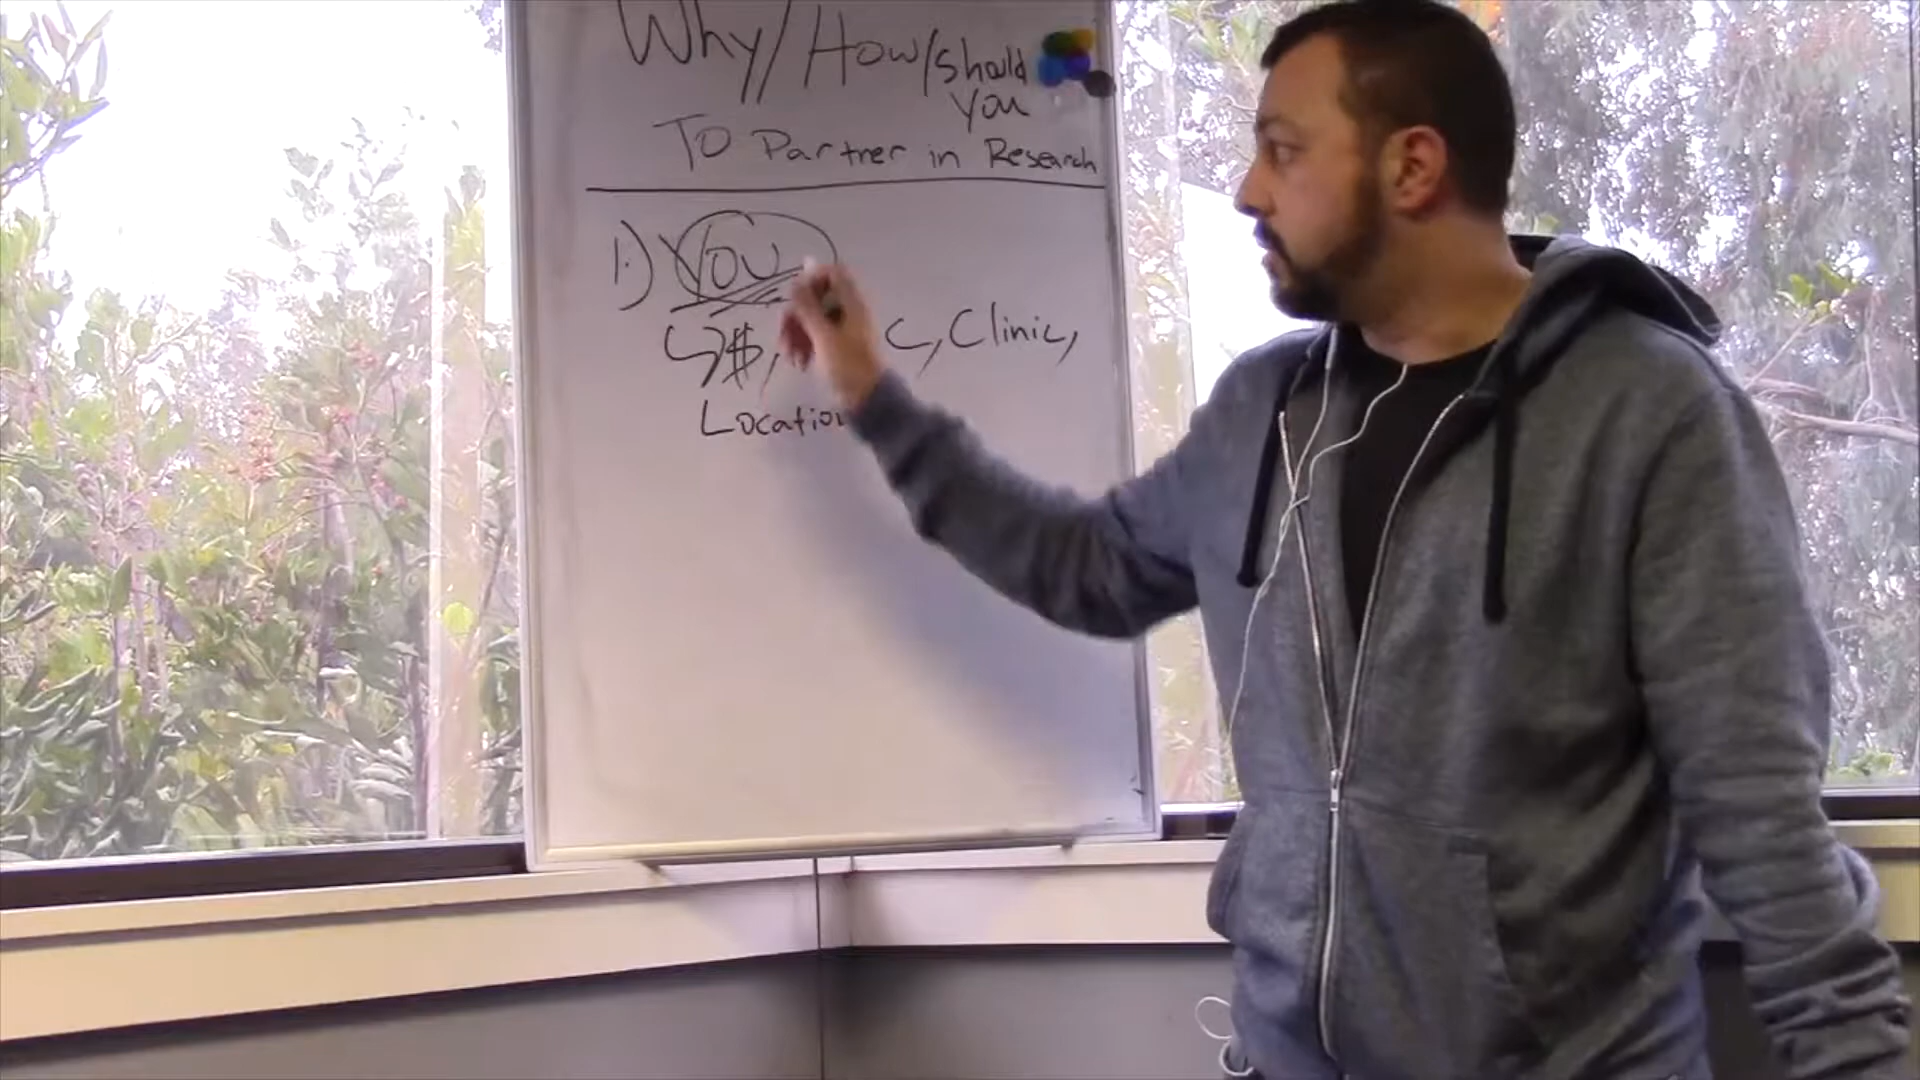 Why/How/should
you
To Partner in Research
1.) You
$, C, Clinic,
Location